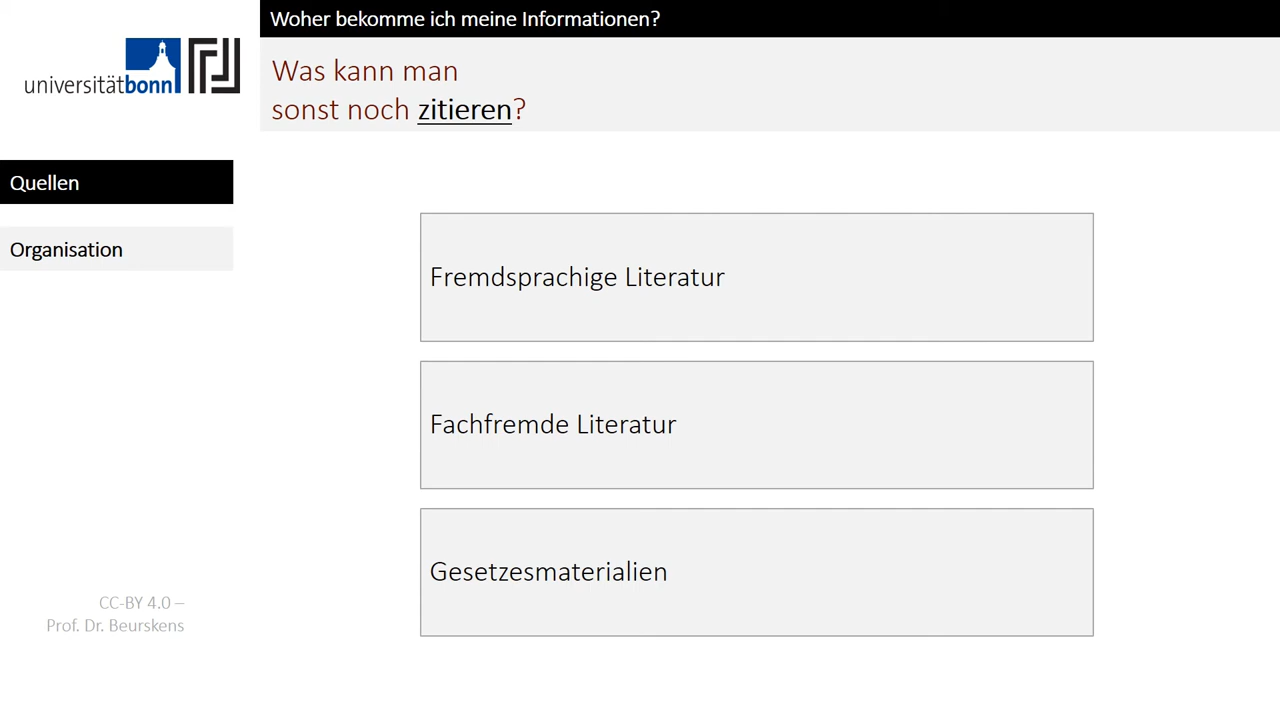 Woher bekomme ich meine Informationen?
universitätbonn
Was kann man
sonst noch zitieren?
Quellen
Organisation
Fremdsprachige Literatur
Fachfremde Literatur
Gesetzesmaterialien
CC-BY 4.0 –
Prof. Dr. Beurskens